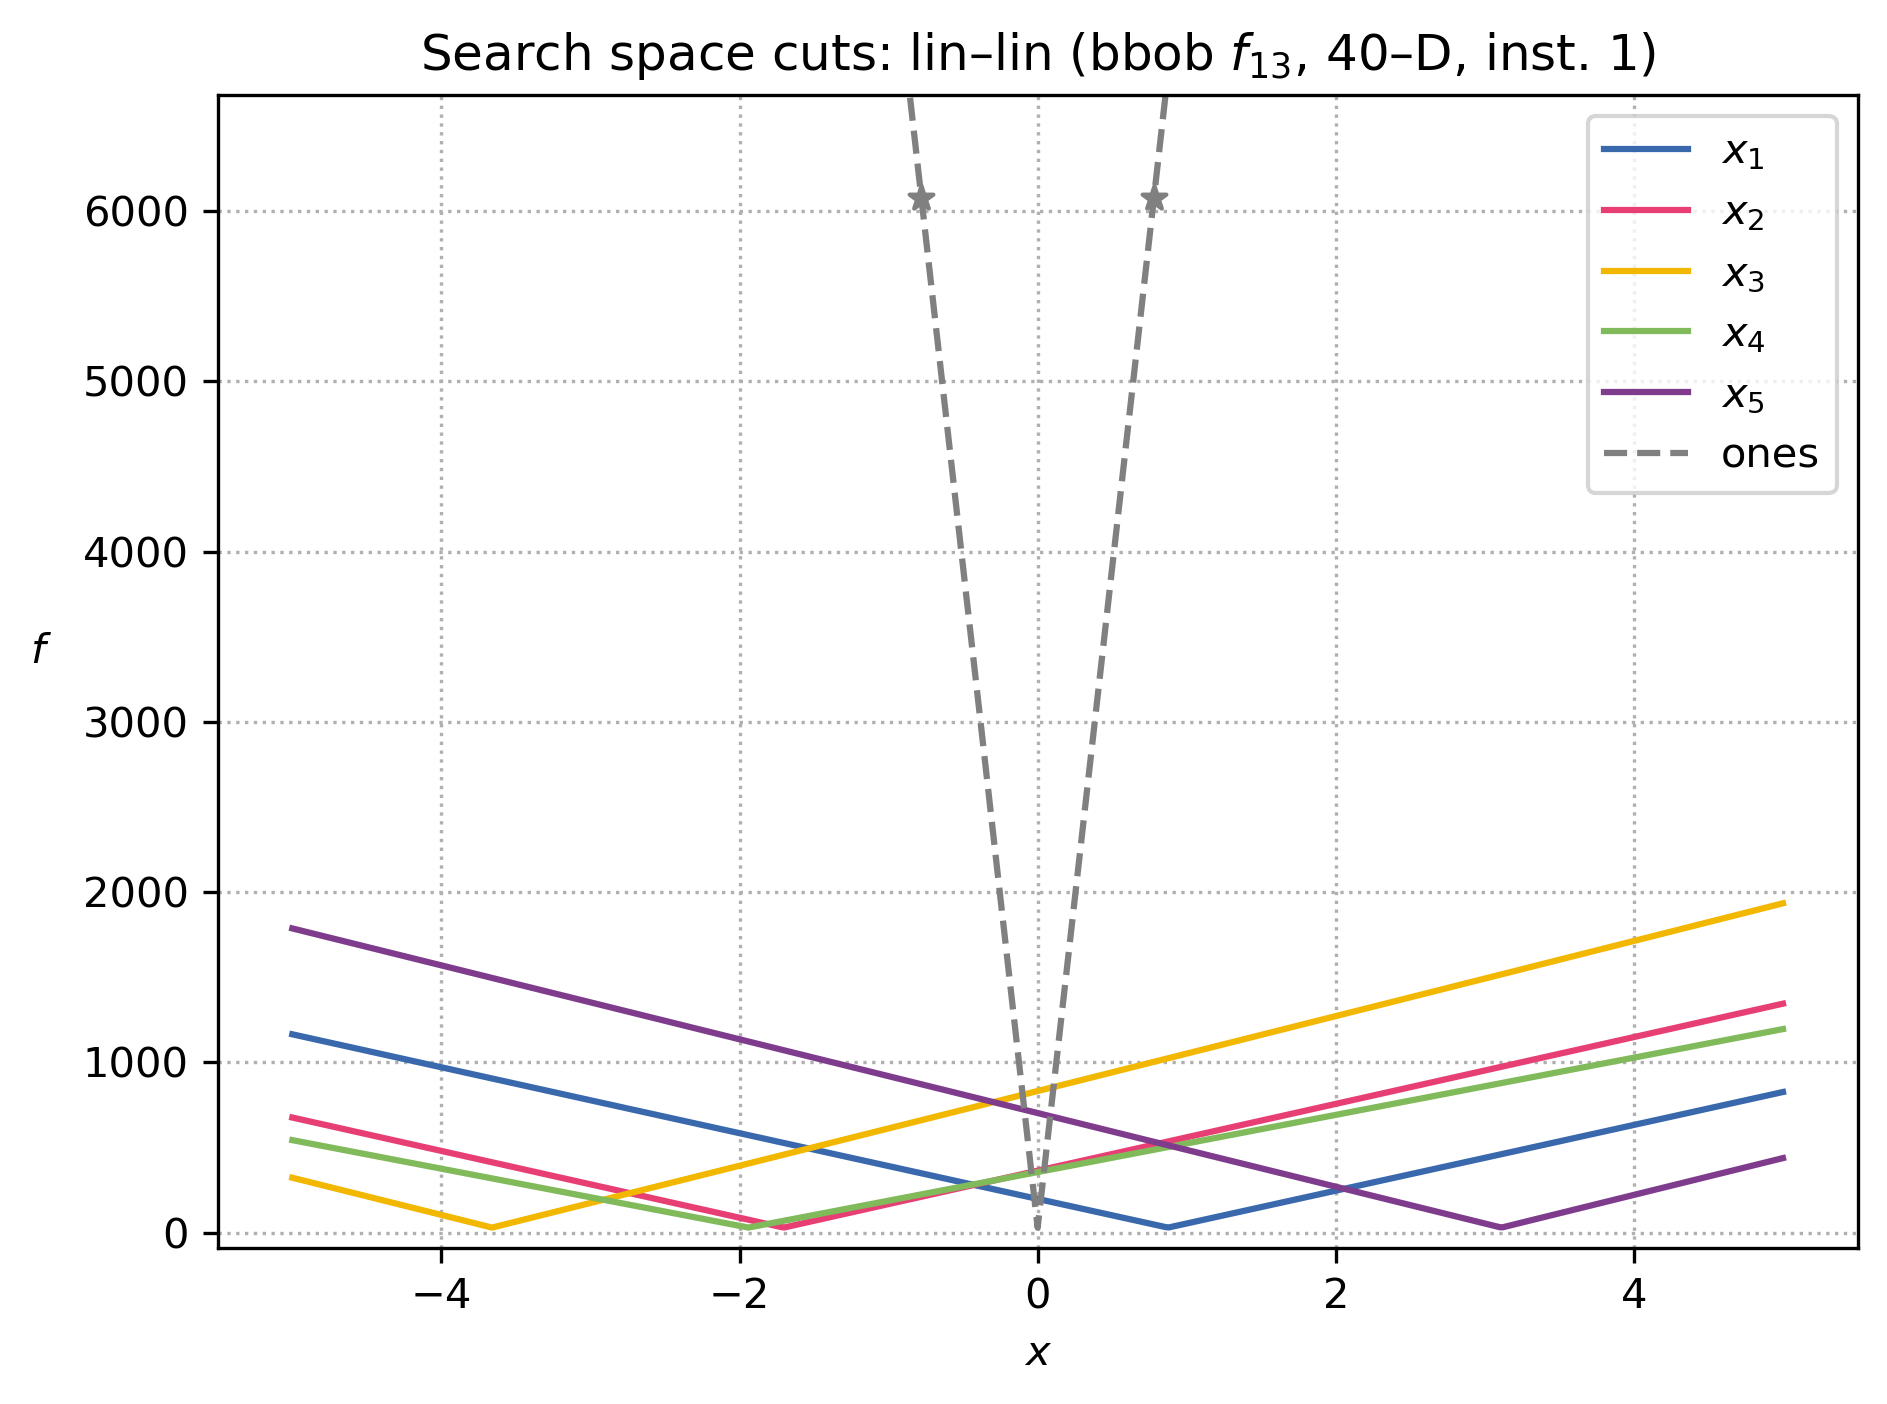 Search space cuts: lin–lin (bbob f₁₃, 40–D, inst. 1)
x₁
x₂
x₃
x₄
x₅
ones
6000
5000
4000
3000
2000
1000
0
f
−4
−2
0
2
4
x